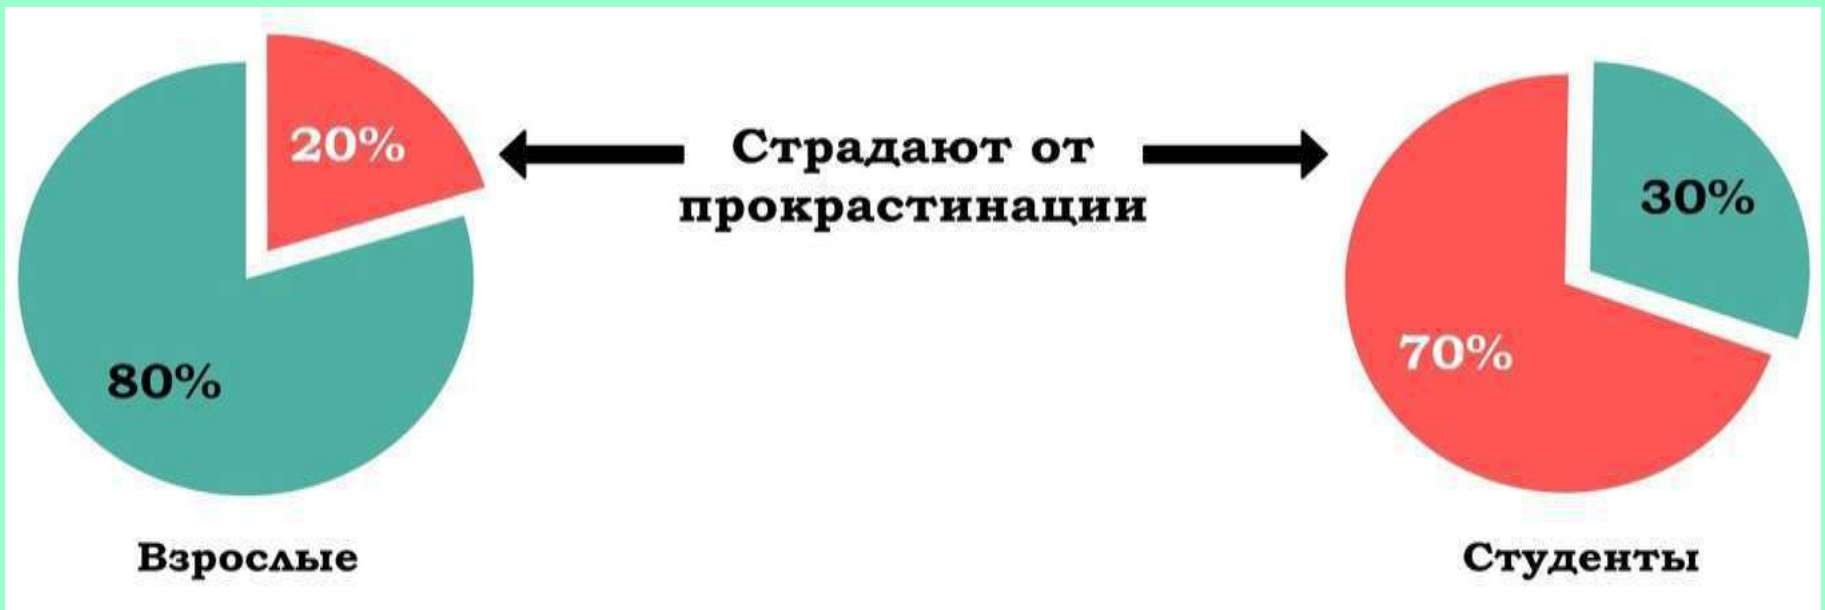 20%
80%
Взрослые
Страдают от
прокрастинации
30%
70%
Студенты